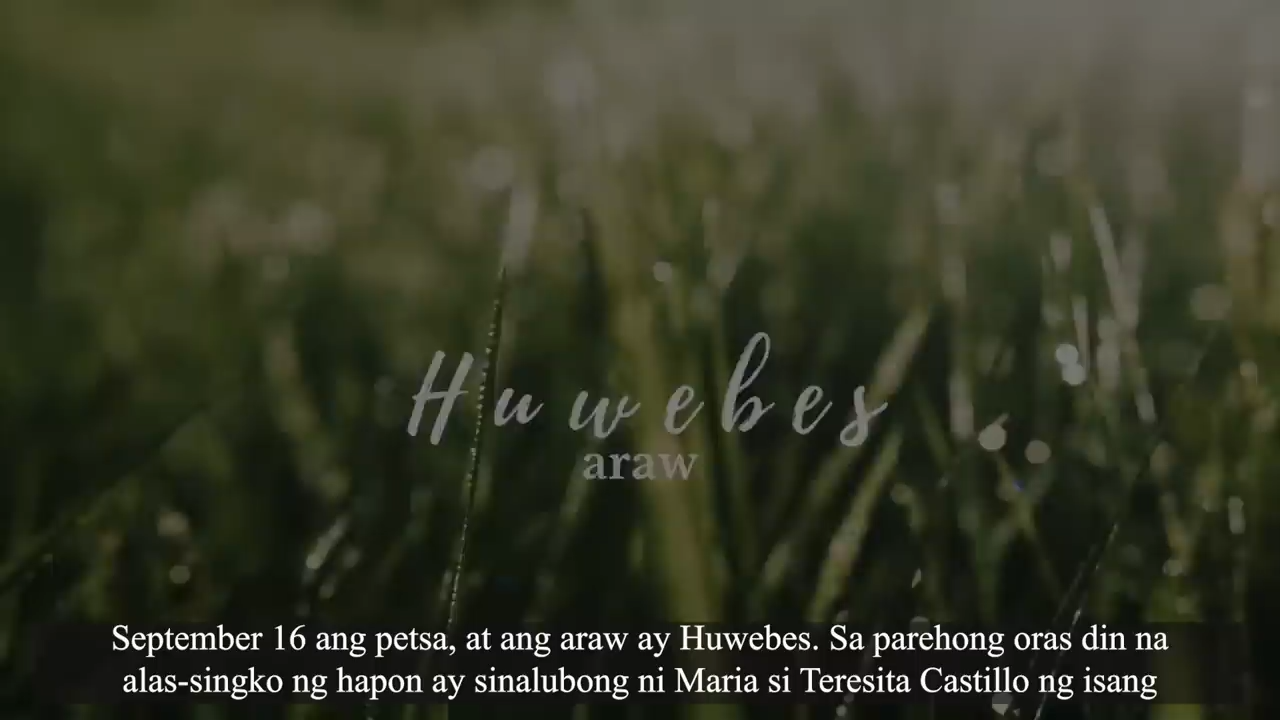 Huwebes
araw
September 16 ang petsa, at ang araw ay Huwebes. Sa parehong oras din na
alas-singko ng hapon ay sinalubong ni Maria si Teresita Castillo ng isang